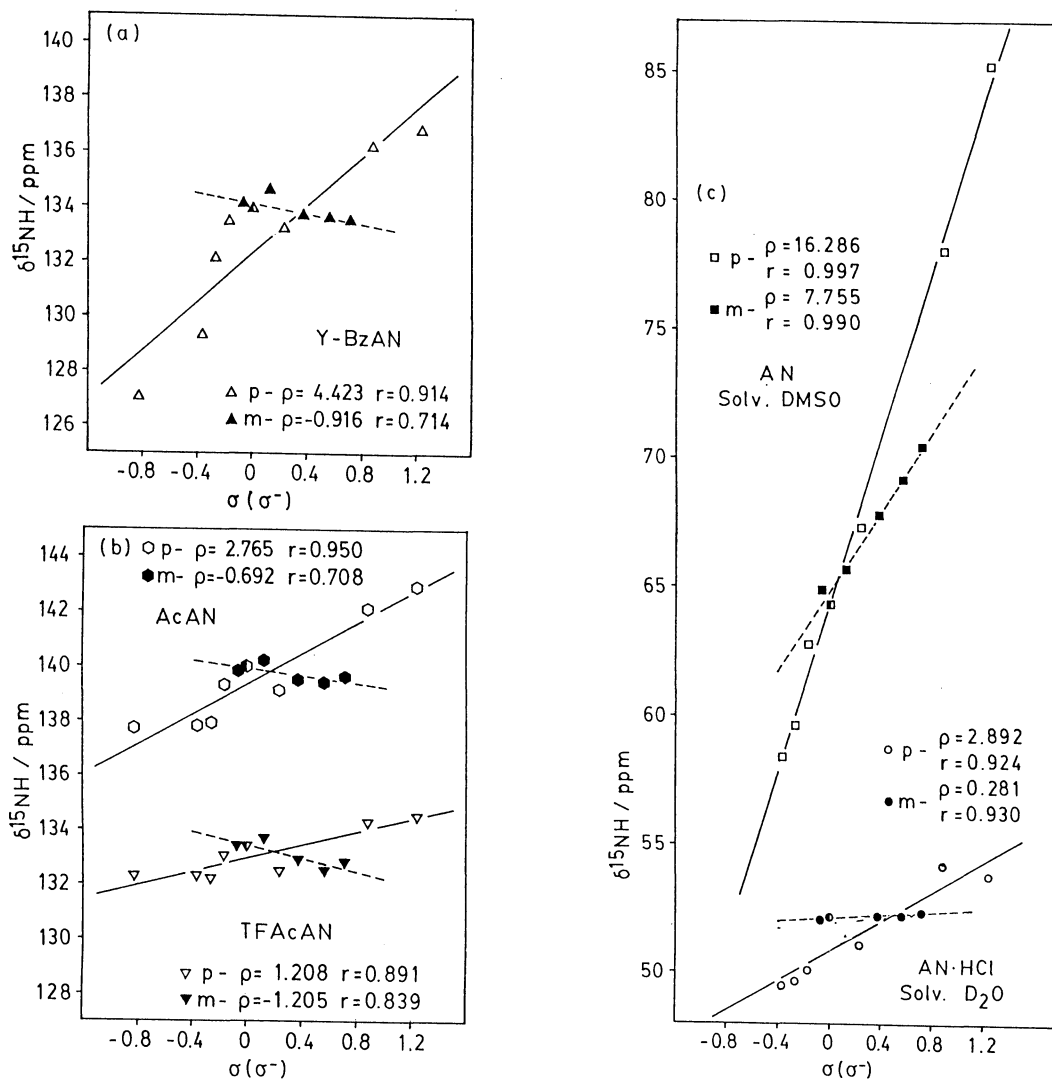 (a)
140
138
136
134
132
130
128
126
δ¹⁵NH / ppm
Y-BzAN
△ p- ρ= 4.423 r=0.914
▲ m- ρ=-0.916 r=0.714
-0.8 -0.4 0 0.4 0.8 1.2
σ (σ⁻)
(b)
⬡ p- ρ= 2.765 r=0.950
⬢ m- ρ=-0.692 r=0.708
AcAN
144
142
140
138
136
134
132
130
128
δ¹⁵NH / ppm
TFAcAN
▽ p- ρ= 1.208 r=0.891
▼ m- ρ=-1.205 r=0.839
-0.8 -0.4 0 0.4 0.8 1.2
σ (σ⁻)
(c)
85
80
75
70
65
60
55
50
δ¹⁵NH / ppm
□ p- ρ=16.286
r = 0.997
■ m- ρ= 7.755
r = 0.990
AN
Solv. DMSO
○ p- ρ=2.892
r=0.924
● m- ρ=0.281
r=0.930
AN·HCl
Solv. D₂O
-0.8 -0.4 0 0.4 0.8 1.2
σ (σ⁻)